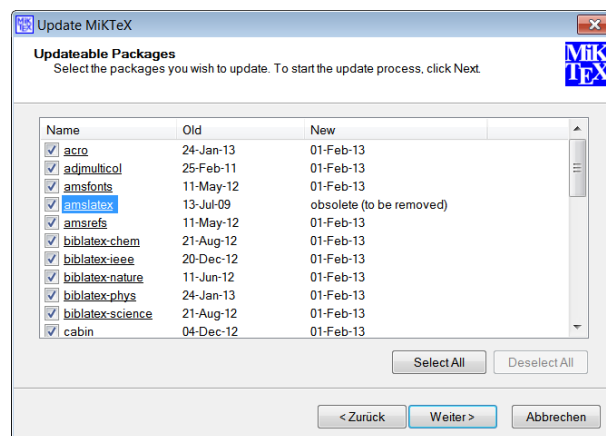 Update MiKTeX
Updateable Packages
Select the packages you wish to update. To start the update process, click Next.
MiK
TEX
Name Old New
acro 24-Jan-13 01-Feb-13
adjmulticol 25-Feb-11 01-Feb-13
amsfonts 11-May-12 01-Feb-13
amslatex 13-Jul-09 obsolete (to be removed)
amsrefs 11-May-12 01-Feb-13
biblatex-chem 21-Aug-12 01-Feb-13
biblatex-ieee 20-Dec-12 01-Feb-13
biblatex-nature 11-Jun-12 01-Feb-13
biblatex-phys 24-Jan-13 01-Feb-13
biblatex-science 21-Aug-12 01-Feb-13
cabin 04-Dec-12 01-Feb-13
Select All Deselect All
< Zurück Weiter > Abbrechen